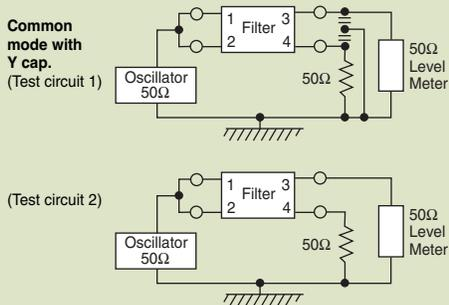 Common
mode with
Y cap.
(Test circuit 1)
1 Filter 3
2 4
Oscillator
50Ω
50Ω
50Ω
Level
Meter
(Test circuit 2)
1 Filter 3
2 4
Oscillator
50Ω
50Ω
50Ω
Level
Meter